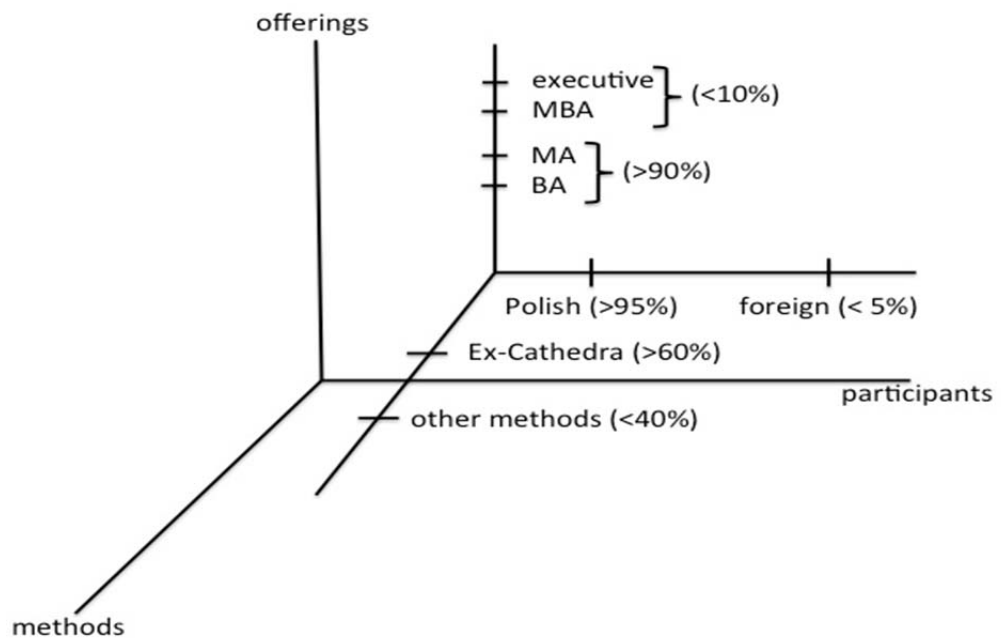 offerings
executive
MBA
(<10%)
MA
BA
(>90%)
Polish (>95%)
foreign (< 5%)
Ex-Cathedra (>60%)
participants
other methods (<40%)
methods